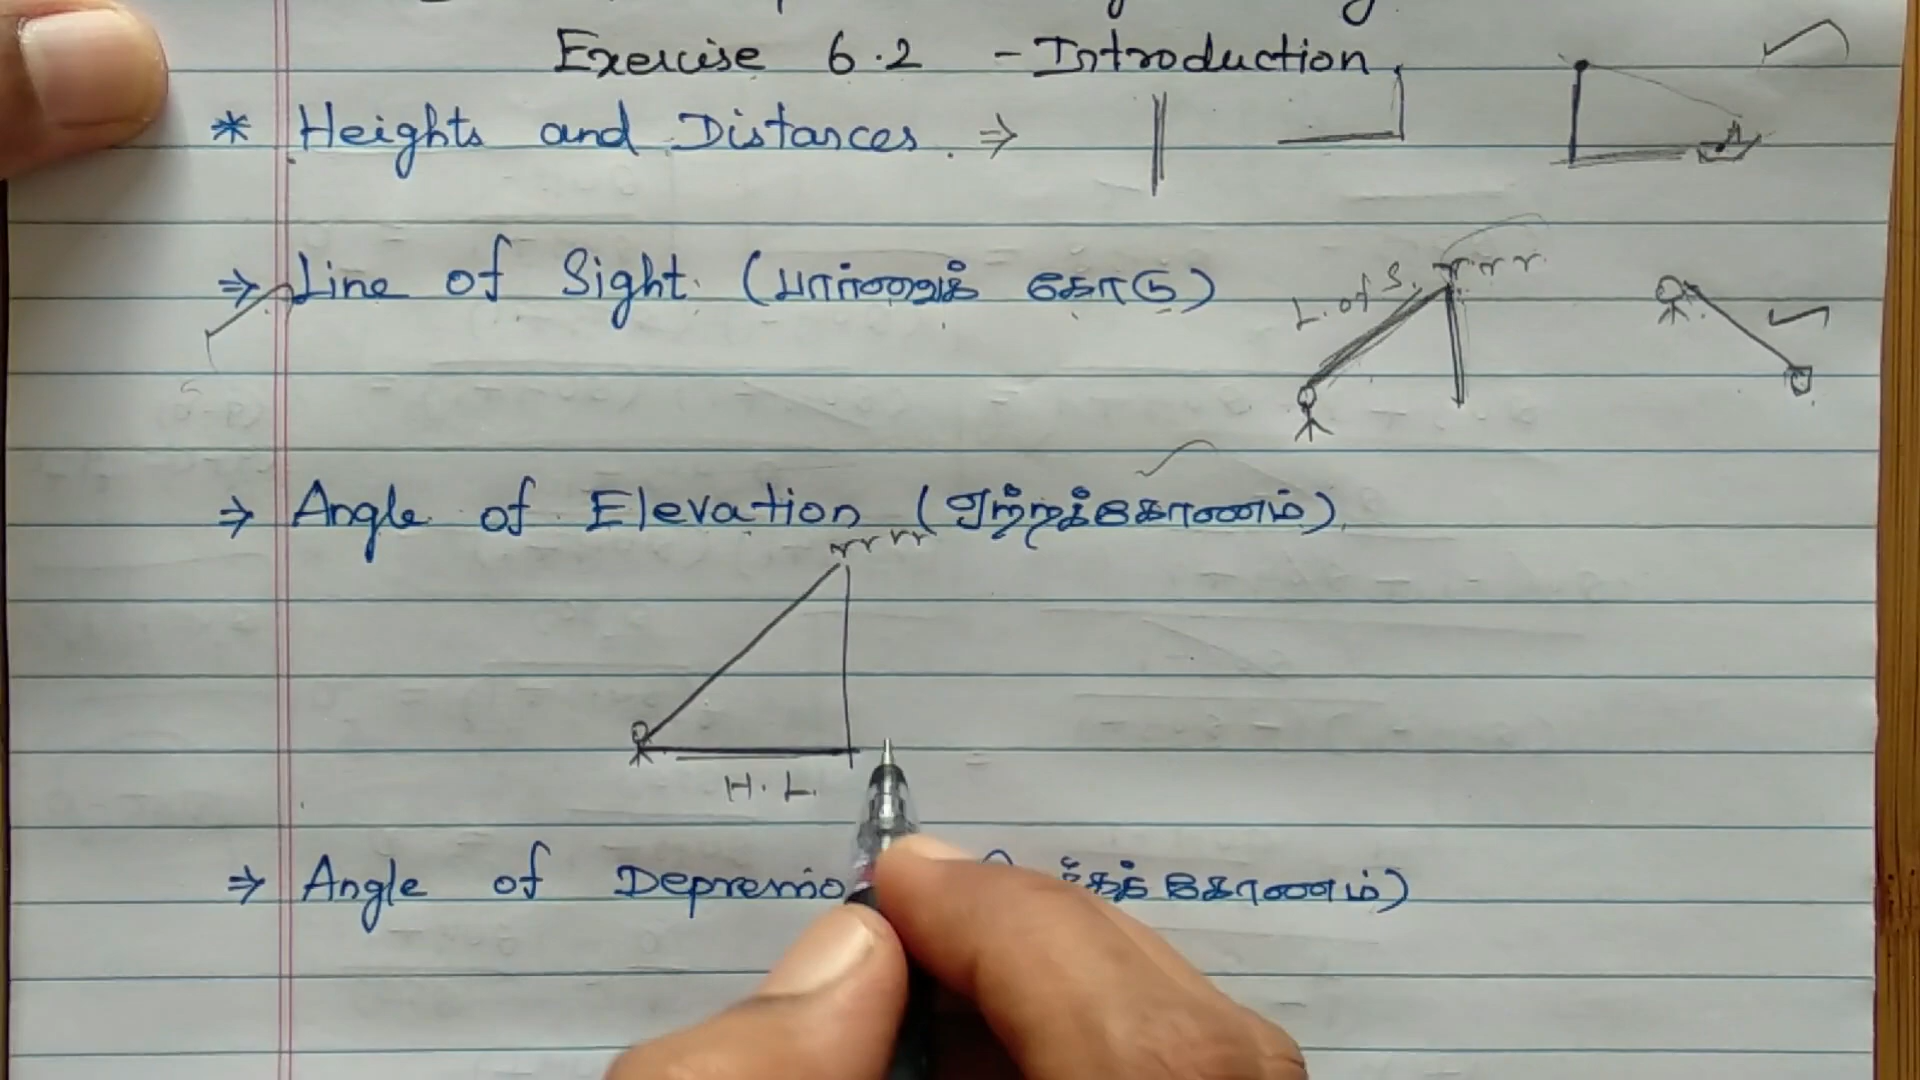 Exercise 6.2 - Introduction
* Heights and Distances. ⇒
⇒ Line of Sight. (பார்வைக் கோடு)
L. of S.
⇒ Angle of Elevation (ஏற்றக்கோணம்)
H. L.
⇒ Angle of கோணம்)